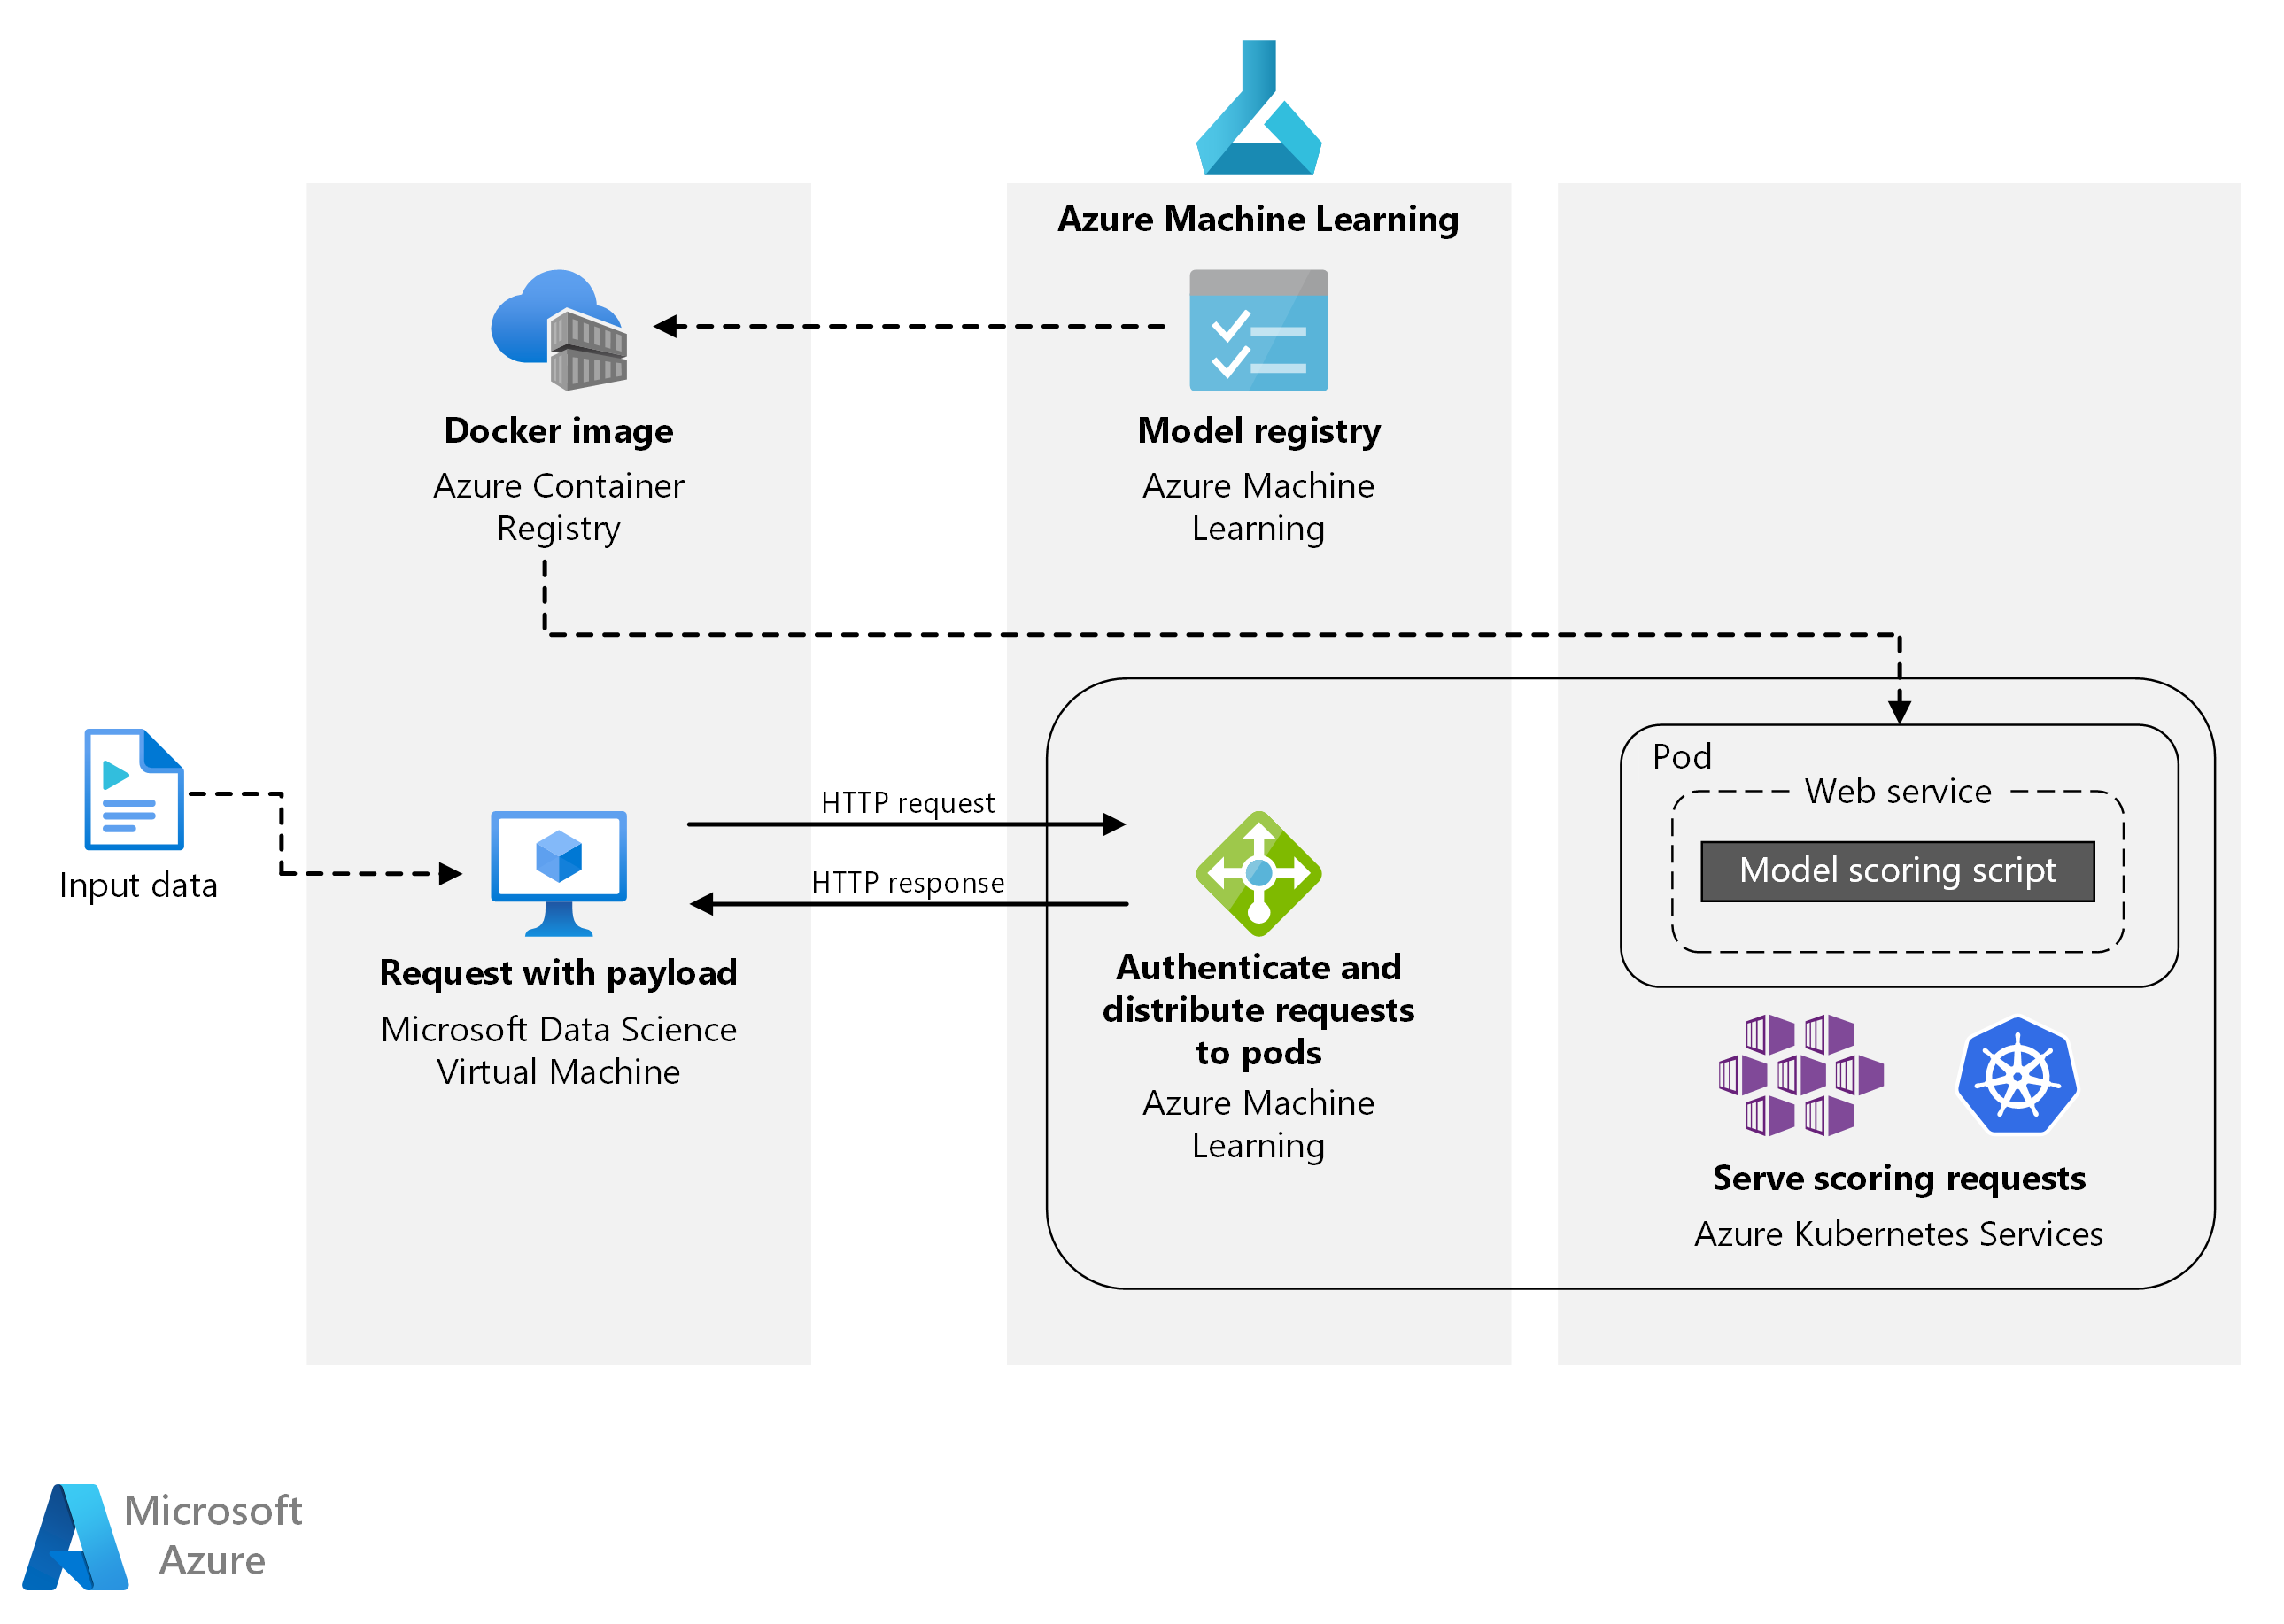 Azure Machine Learning
Docker image
Azure Container
Registry
Model registry
Azure Machine
Learning
Input data
Request with payload
Microsoft Data Science
Virtual Machine
HTTP request
HTTP response
Authenticate and
distribute requests
to pods
Azure Machine
Learning
Pod
Web service
Model scoring script
Serve scoring requests
Azure Kubernetes Services
Microsoft
Azure